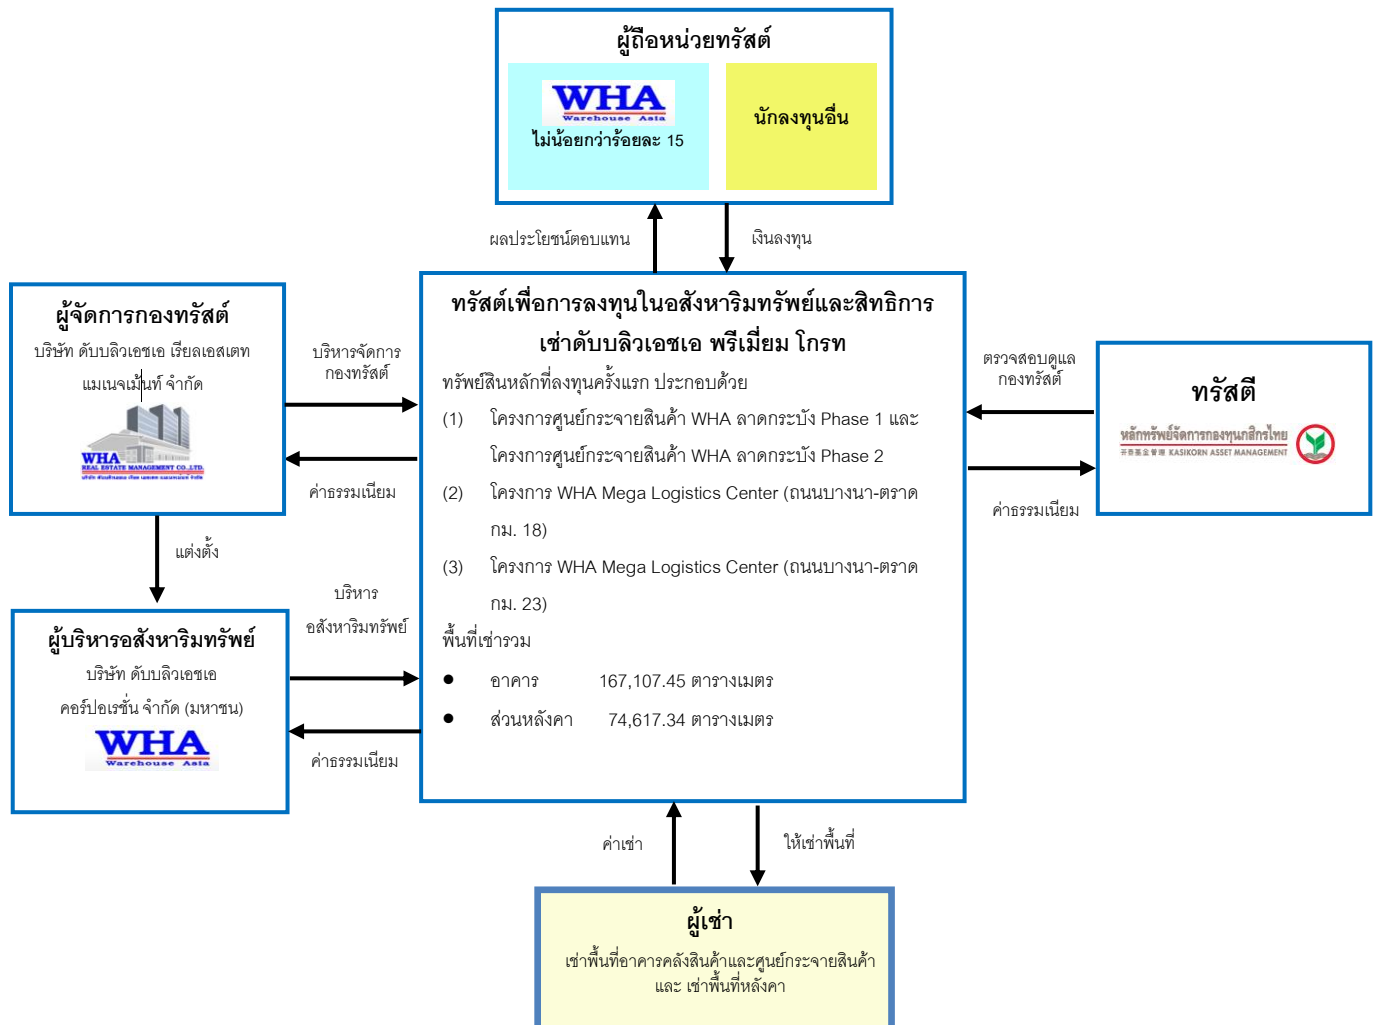 ผู้ถือหน่วยทรัสต์
WHA
Warehouse Asia
ไม่น้อยกว่าร้อยละ 15
นักลงทุนอื่น
ผลประโยชน์ตอบแทน
เงินลงทุน
ผู้จัดการกองทรัสต์
บริษัท ดับบลิวเอชเอ เรียลเอสเตท
แมเนจเม้นท์ จำกัด
WHA
REAL ESTATE MANAGEMENT CO.,LTD.
บริหารจัดการ
กองทรัสต์
ค่าธรรมเนียม
ทรัสต์เพื่อการลงทุนในอสังหาริมทรัพย์และสิทธิการ
เช่าดับบลิวเอชเอ พรีเมี่ยม โกรท
ทรัพย์สินหลักที่ลงทุนครั้งแรก ประกอบด้วย
(1) โครงการศูนย์กระจายสินค้า WHA ลาดกระบัง Phase 1 และ
โครงการศูนย์กระจายสินค้า WHA ลาดกระบัง Phase 2
(2) โครงการ WHA Mega Logistics Center (ถนนบางนา-ตราด
กม. 18)
(3) โครงการ WHA Mega Logistics Center (ถนนบางนา-ตราด
กม. 23)
พื้นที่เช่ารวม
● อาคาร 167,107.45 ตารางเมตร
● ส่วนหลังคา 74,617.34 ตารางเมตร
ตรวจสอบดูแล
กองทรัสต์
ค่าธรรมเนียม
ทรัสตี
หลักทรัพย์จัดการกองทุนกสิกรไทย
开泰基金管理 KASIKORN ASSET MANAGEMENT
แต่งตั้ง
ผู้บริหารอสังหาริมทรัพย์
บริษัท ดับบลิวเอชเอ
คอร์ปอเรชั่น จำกัด (มหาชน)
WHA
Warehouse Asia
บริหาร
อสังหาริมทรัพย์
ค่าธรรมเนียม
ค่าเช่า
ให้เช่าพื้นที่
ผู้เช่า
เช่าพื้นที่อาคารคลังสินค้าและศูนย์กระจายสินค้า
และ เช่าพื้นที่หลังคา